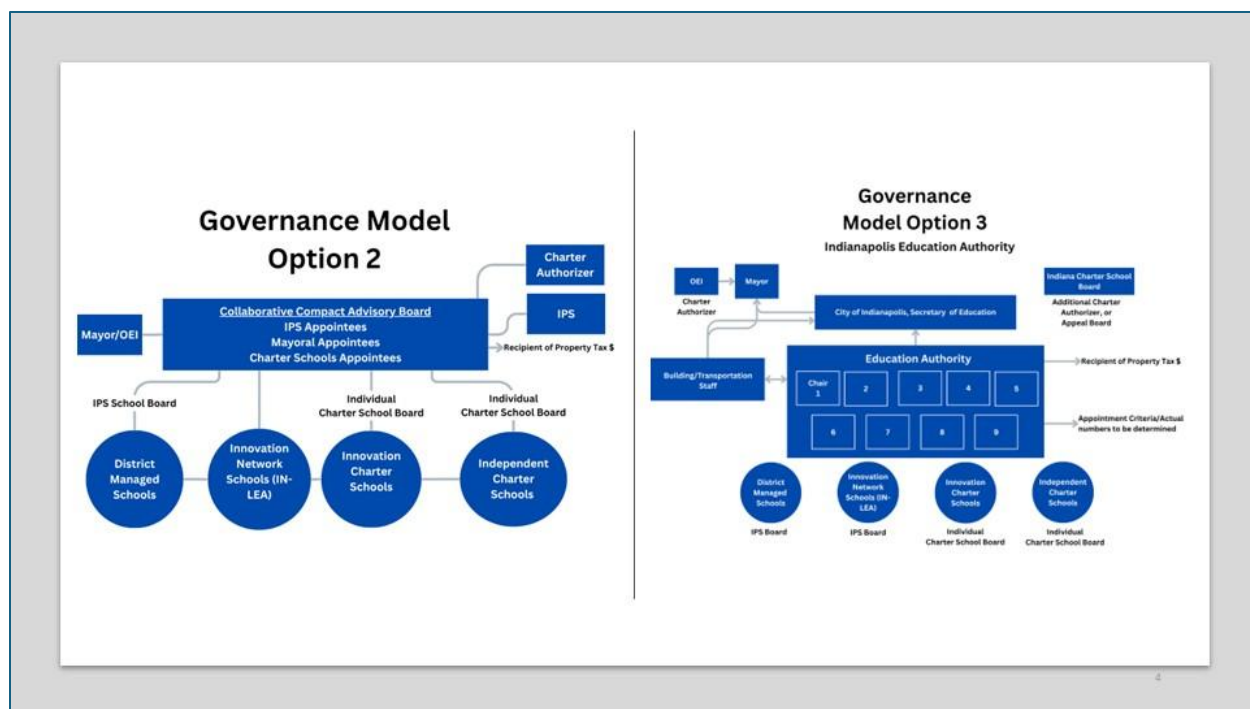 Governance Model
Option 2
Charter
Authorizer
Collaborative Compact Advisory Board
IPS Appointees
Mayoral Appointees
Charter Schools Appointees
IPS
Mayor/OEI
Recipient of Property Tax $
IPS School Board
Individual
Charter School Board
Individual
Charter School Board
District
Managed
Schools
Innovation
Network
Schools (IN-
LEA)
Innovation
Charter
Schools
Independent
Charter
Schools
Governance
Model Option 3
Indianapolis Education Authority
OEI
Mayor
Charter
Authorizer
Indiana Charter School
Board
Additional Charter
Authorizer, or
Appeal Board
City of Indianapolis, Secretary of Education
Building/Transportation
Staff
Education Authority
Chair
1
2
3
4
5
6
7
8
9
Recipient of Property Tax $
Appointment Criteria/Actual
numbers to be determined
District
Managed
Schools
Innovation
Network
Schools (IN-
LEA)
Innovation
Charter
Schools
Independent
Charter
Schools
IPS Board
IPS Board
Individual
Charter School Board
Individual
Charter School Board
4